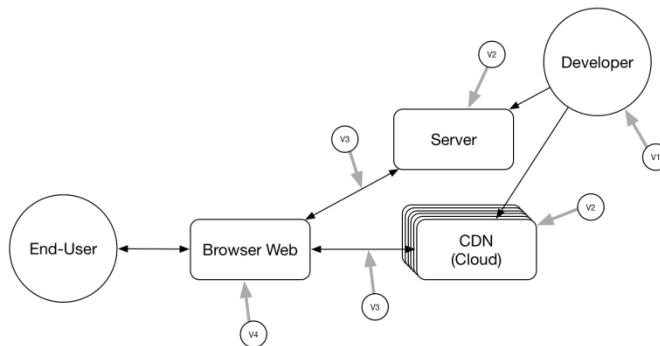 V2
Developer
Server
V3
V1
V2
End-User
Browser Web
CDN
(Cloud)
V3
V4